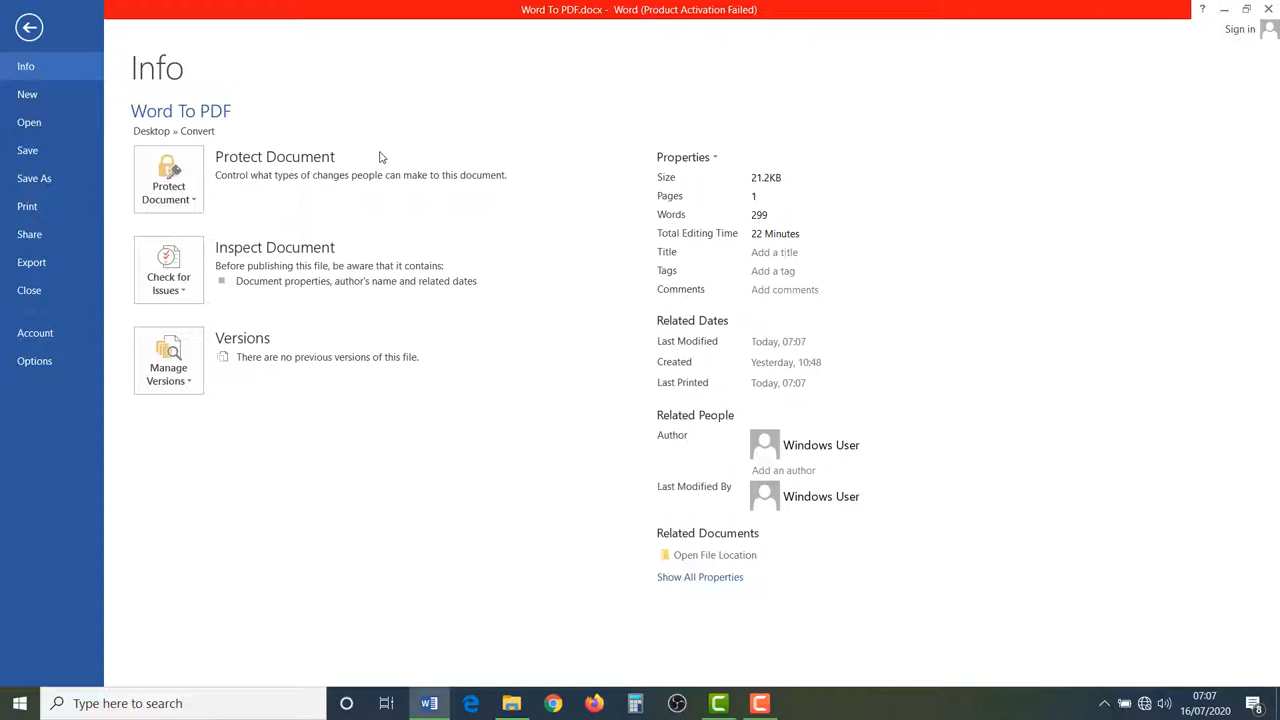 Word To PDF.docx - Word (Product Activation Failed)
?
Sign in
Info
New
Open
Save
Save As
Print
Share
Export
Close
Account
Options
Info
Word To PDF
Desktop » Convert
Protect Document
Protect Document
Control what types of changes people can make to this document.
Check for Issues
Inspect Document
Before publishing this file, be aware that it contains:
Document properties, author's name and related dates
Manage Versions
Versions
There are no previous versions of this file.
Properties
Size 21.2KB
Pages 1
Words 299
Total Editing Time 22 Minutes
Title Add a title
Tags Add a tag
Comments Add comments
Related Dates
Last Modified Today, 07:07
Created Yesterday, 10:48
Last Printed Today, 07:07
Related People
Author Windows User
Add an author
Last Modified By Windows User
Related Documents
Open File Location
Show All Properties
Type here to search
07:07
16/07/2020
8